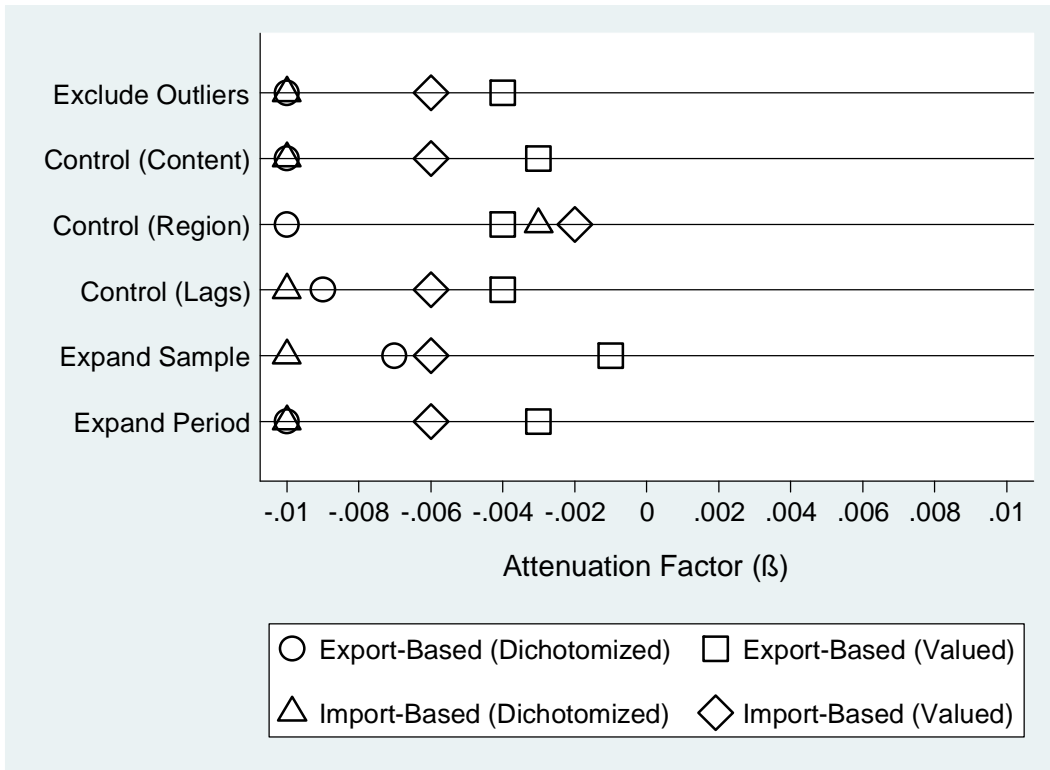 Exclude Outliers
Control (Content)
Control (Region)
Control (Lags)
Expand Sample
Expand Period
-.01 -.008 -.006 -.004 -.002 0 .002 .004 .006 .008 .01
Attenuation Factor (ß)
Export-Based (Dichotomized) Export-Based (Valued)
Import-Based (Dichotomized) Import-Based (Valued)